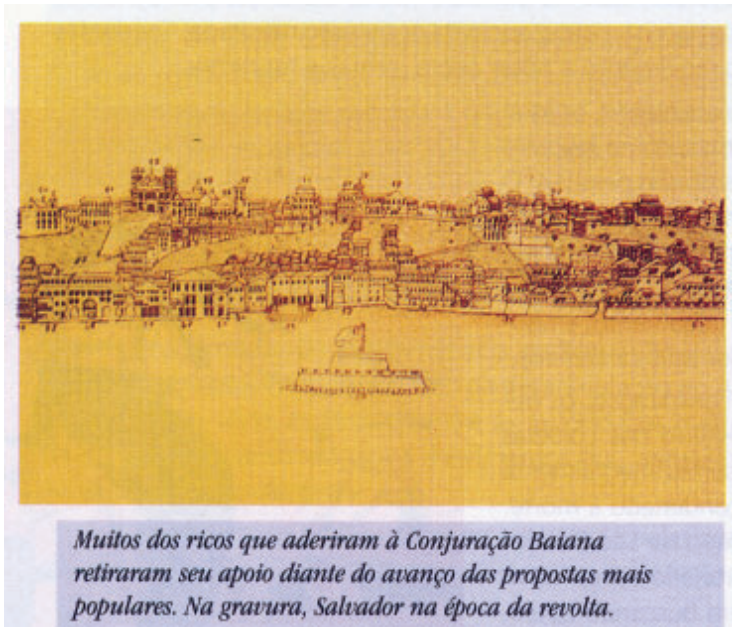 Muitos dos ricos que aderiram à Conjuração Baiana
retiraram seu apoio diante do avanço das propostas mais
populares. Na gravura, Salvador na época da revolta.